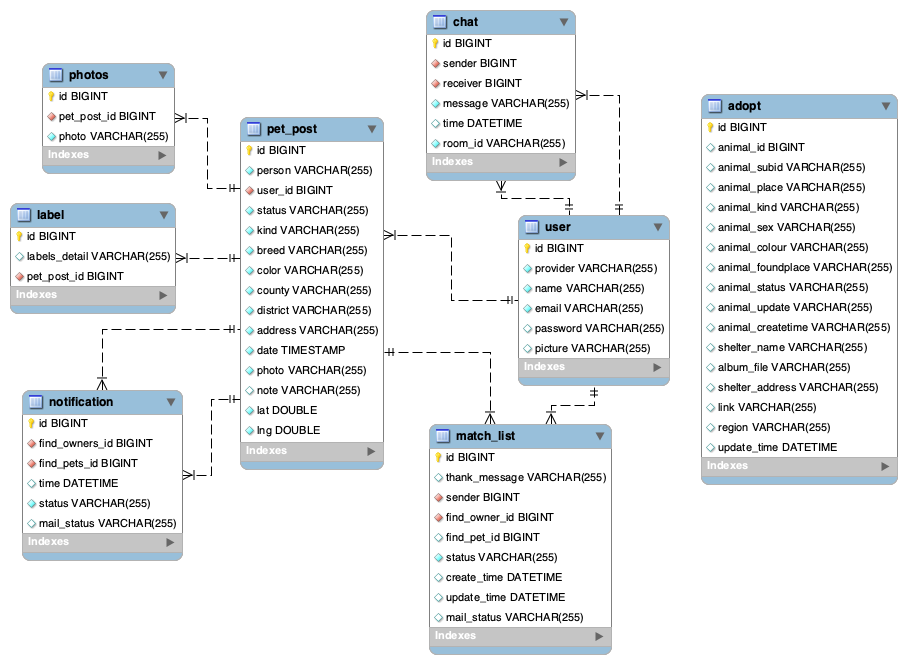 chat
id BIGINT
sender BIGINT
receiver BIGINT
message VARCHAR(255)
time DATETIME
room_id VARCHAR(255)
Indexes
photos
id BIGINT
pet_post_id BIGINT
photo VARCHAR(255)
Indexes
pet_post
id BIGINT
person VARCHAR(255)
user_id BIGINT
status VARCHAR(255)
kind VARCHAR(255)
breed VARCHAR(255)
color VARCHAR(255)
county VARCHAR(255)
district VARCHAR(255)
address VARCHAR(255)
date TIMESTAMP
photo VARCHAR(255)
note VARCHAR(255)
lat DOUBLE
lng DOUBLE
Indexes
adopt
id BIGINT
animal_id BIGINT
animal_subid VARCHAR(255)
animal_place VARCHAR(255)
animal_kind VARCHAR(255)
animal_sex VARCHAR(255)
animal_colour VARCHAR(255)
animal_foundplace VARCHAR(255)
animal_status VARCHAR(255)
animal_update VARCHAR(255)
animal_createtime VARCHAR(255)
shelter_name VARCHAR(255)
album_file VARCHAR(255)
shelter_address VARCHAR(255)
link VARCHAR(255)
region VARCHAR(255)
update_time DATETIME
Indexes
label
id BIGINT
labels_detail VARCHAR(255)
pet_post_id BIGINT
Indexes
user
id BIGINT
provider VARCHAR(255)
name VARCHAR(255)
email VARCHAR(255)
password VARCHAR(255)
picture VARCHAR(255)
Indexes
notification
id BIGINT
find_owners_id BIGINT
find_pets_id BIGINT
time DATETIME
status VARCHAR(255)
mail_status VARCHAR(255)
Indexes
match_list
id BIGINT
thank_message VARCHAR(255)
sender BIGINT
find_owner_id BIGINT
find_pet_id BIGINT
status VARCHAR(255)
create_time DATETIME
update_time DATETIME
mail_status VARCHAR(255)
Indexes